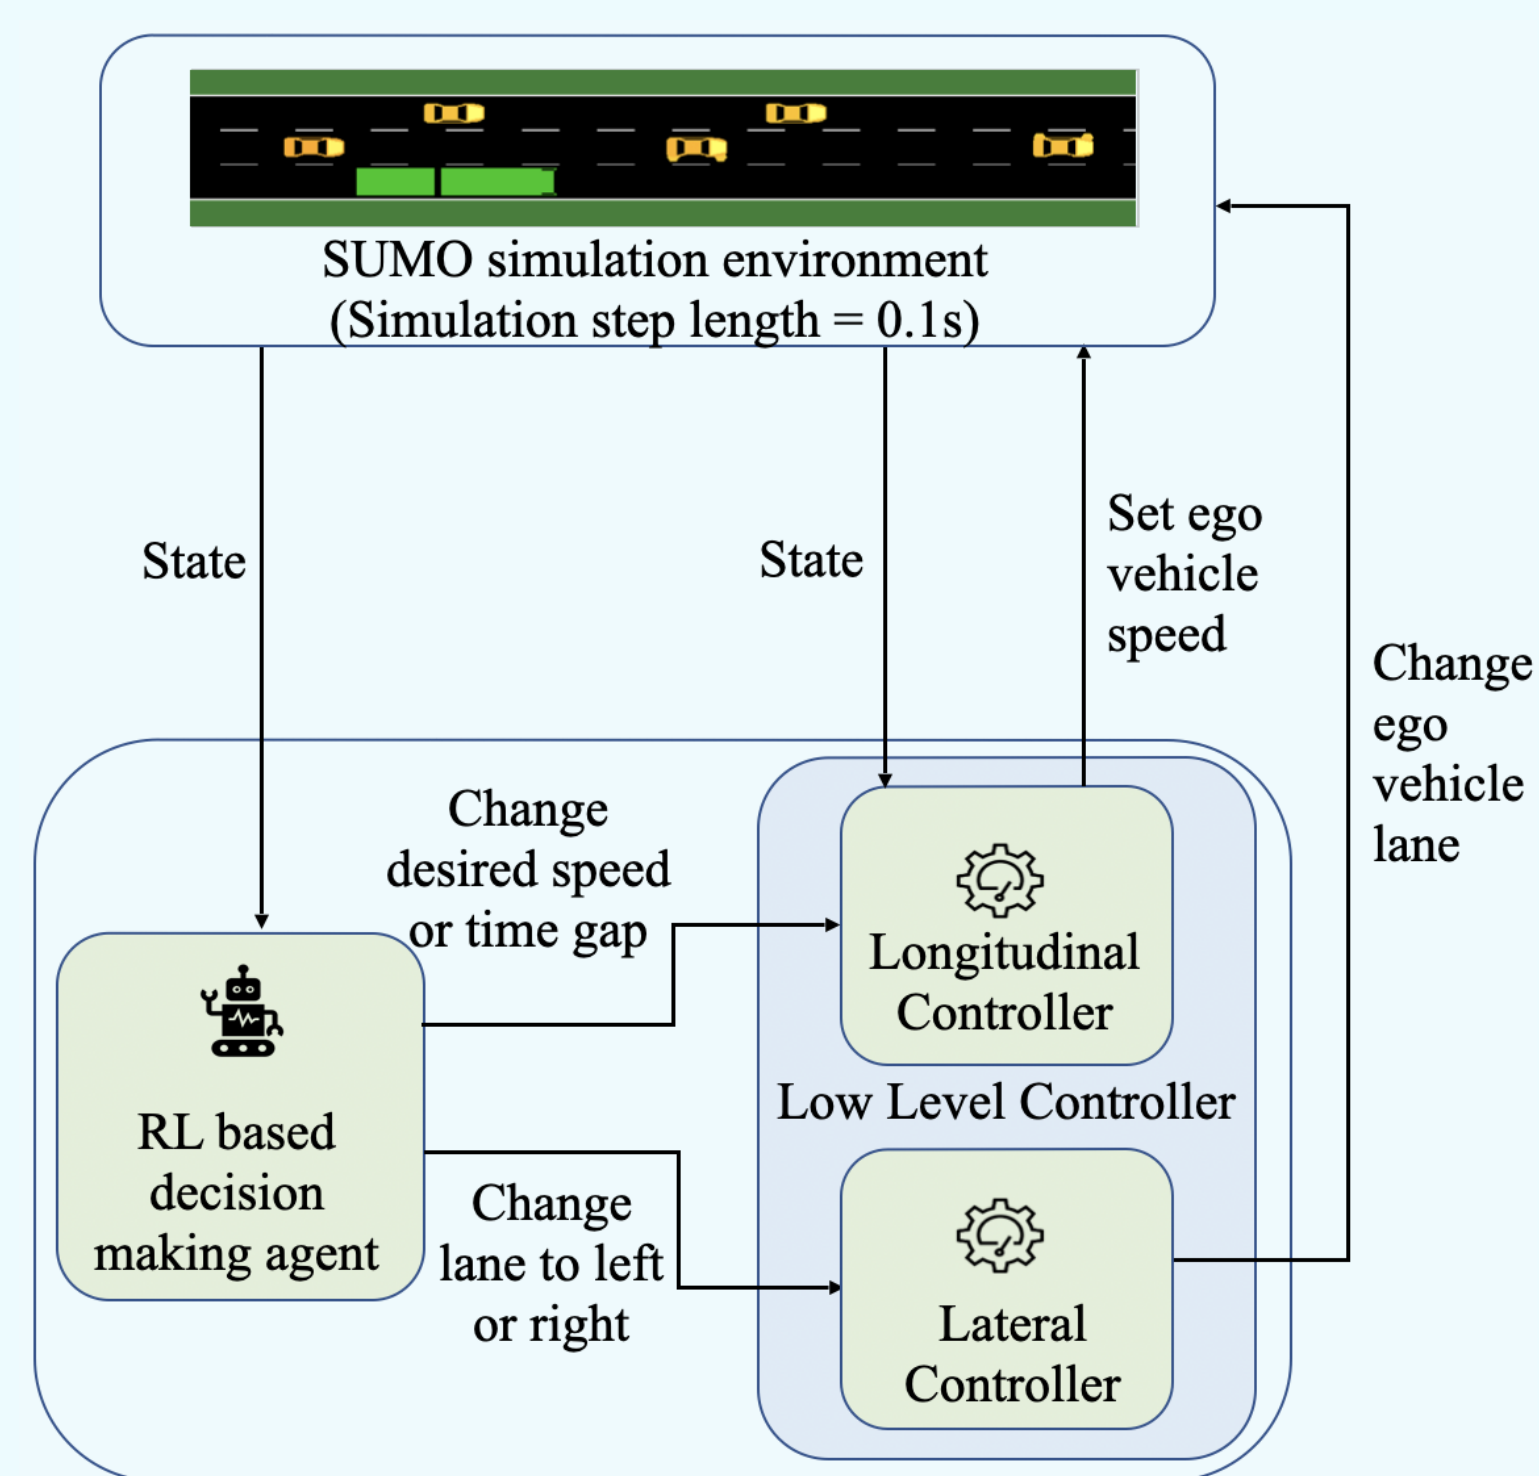 SUMO simulation environment
(Simulation step length = 0.1s)
State
State
Set ego
vehicle
speed
Change
ego
vehicle
lane
Change
desired speed
or time gap
Longitudinal
Controller
Low Level Controller
RL based
decision
making agent
Change
lane to left
or right
Lateral
Controller